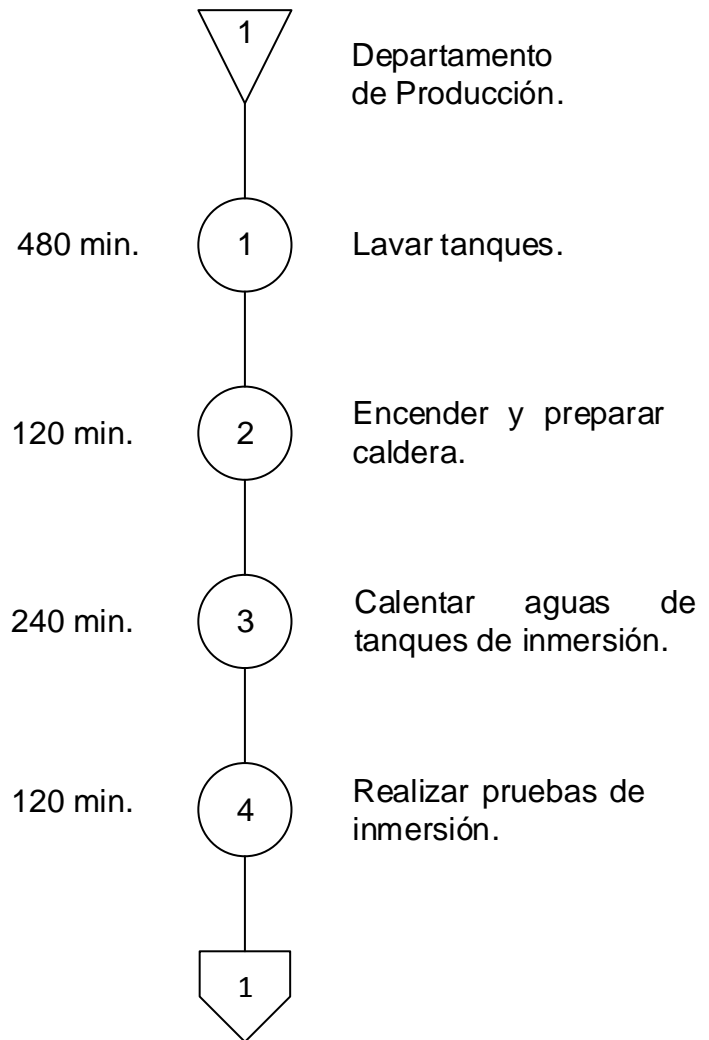 1
Departamento
de Producción.
480 min.
1
Lavar tanques.
120 min.
2
Encender y preparar
caldera.
240 min.
3
Calentar aguas de
tanques de inmersión.
120 min.
4
Realizar pruebas de
inmersión.
1